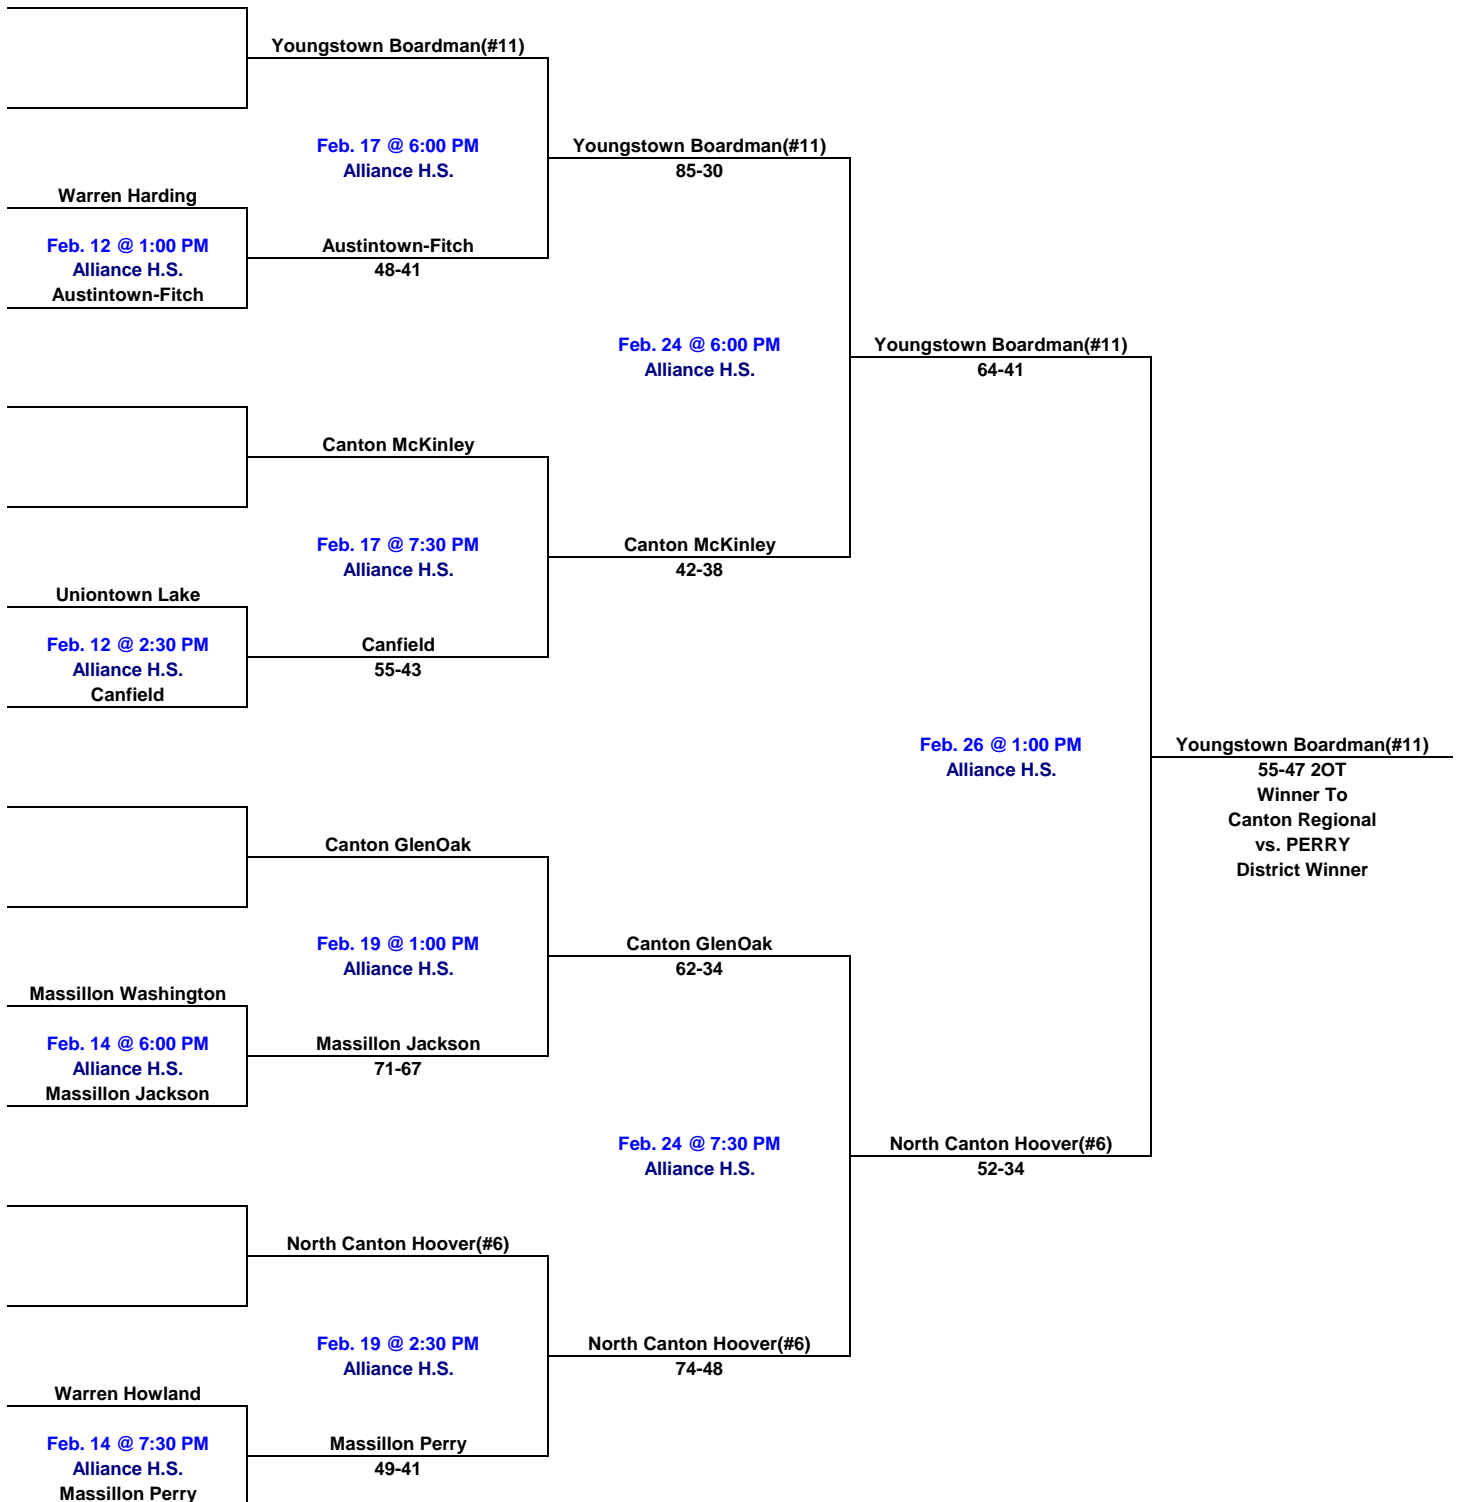 Youngstown Boardman(#11)
Feb. 17 @ 6:00 PM
Alliance H.S.
Youngstown Boardman(#11)
85-30
Warren Harding
Feb. 12 @ 1:00 PM
Alliance H.S.
Austintown-Fitch
Austintown-Fitch
48-41
Feb. 24 @ 6:00 PM
Alliance H.S.
Youngstown Boardman(#11)
64-41
Canton McKinley
Feb. 17 @ 7:30 PM
Alliance H.S.
Canton McKinley
42-38
Uniontown Lake
Feb. 12 @ 2:30 PM
Alliance H.S.
Canfield
Canfield
55-43
Feb. 26 @ 1:00 PM
Alliance H.S.
Youngstown Boardman(#11)
55-47 2OT
Winner To
Canton Regional
vs. PERRY
District Winner
Canton GlenOak
Feb. 19 @ 1:00 PM
Alliance H.S.
Canton GlenOak
62-34
Massillon Washington
Feb. 14 @ 6:00 PM
Alliance H.S.
Massillon Jackson
Massillon Jackson
71-67
Feb. 24 @ 7:30 PM
Alliance H.S.
North Canton Hoover(#6)
52-34
North Canton Hoover(#6)
Feb. 19 @ 2:30 PM
Alliance H.S.
North Canton Hoover(#6)
74-48
Warren Howland
Feb. 14 @ 7:30 PM
Alliance H.S.
Massillon Perry
Massillon Perry
49-41